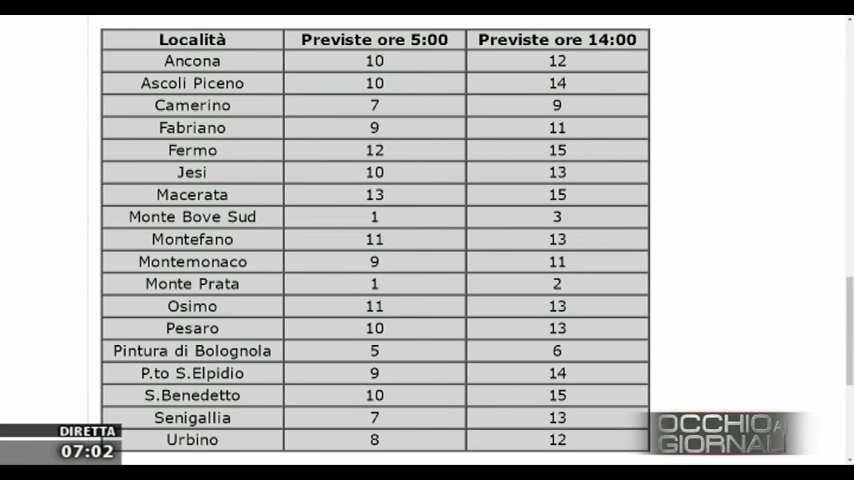 Località Previste ore 5:00 Previste ore 14:00
Ancona 10 12
Ascoli Piceno 10 14
Camerino 7 9
Fabriano 9 11
Fermo 12 15
Jesi 10 13
Macerata 13 15
Monte Bove Sud 1 3
Montefano 11 13
Montemonaco 9 11
Monte Prata 1 2
Osimo 11 13
Pesaro 10 13
Pintura di Bolognola 5 6
P.to S.Elpidio 9 14
S.Benedetto 10 15
Senigallia 7 13
Urbino 8 12
DIRETTA
07:02
OCCHIO AI
GIORNALI